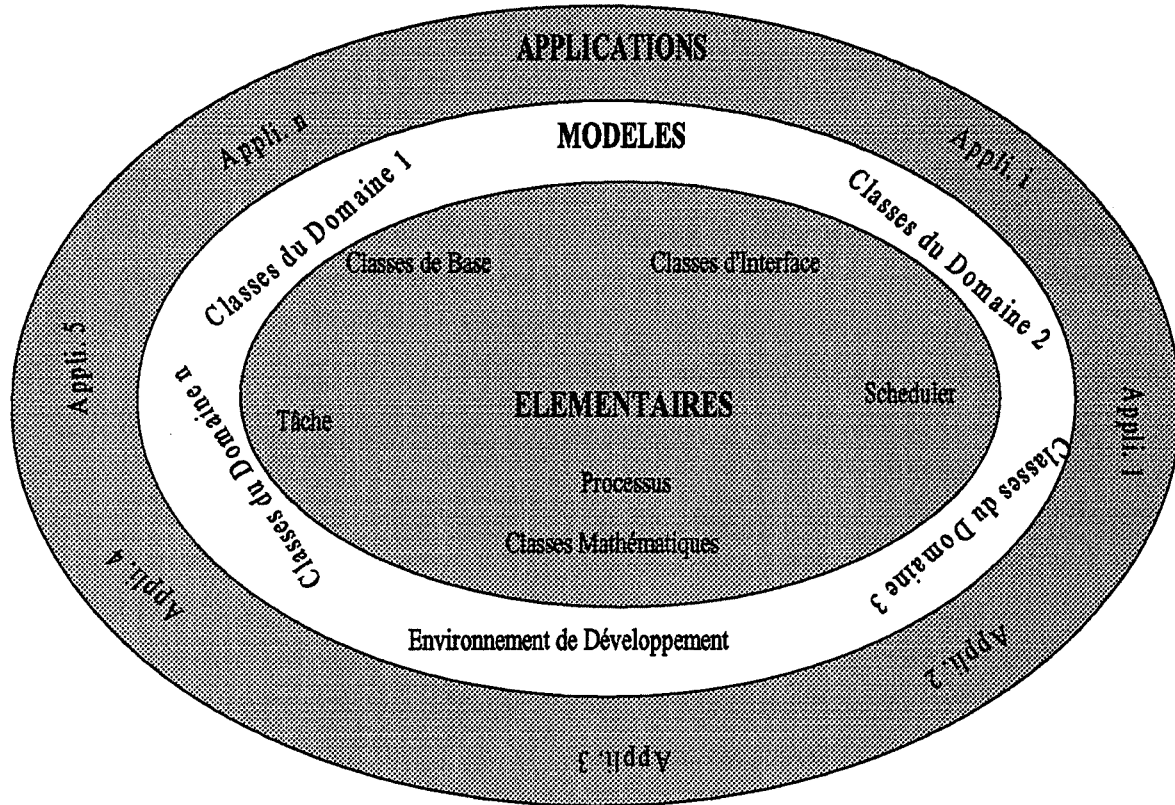 APPLICATIONS
Appli. n
Appli. i
MODELES
Classes du Domaine 1
Classes du Domaine 2
Classes de Base
Classes d'Interface
Appli. 5
Classes du Domaine n
Tâche
ELEMENTAIRES
Scheduler
Appli. 1
Classes du Domaine 3
Processus
Classes Mathématiques
Appli. 4
Environnement de Développement
Appli. 2
Appli. 3